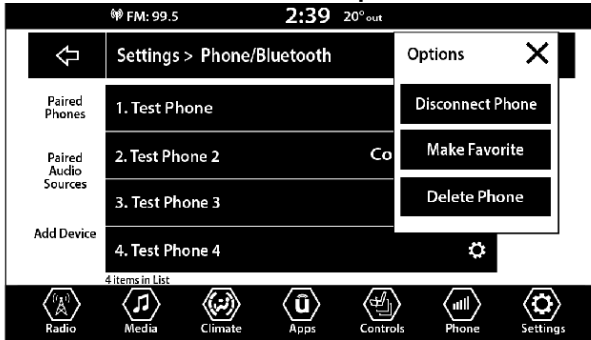 FM: 99.5
2:39
20° out
Settings > Phone/Bluetooth
Options
Paired
Phones
1. Test Phone
Disconnect Phone
Paired
Audio
Sources
2. Test Phone 2
Co
Make Favorite
3. Test Phone 3
Delete Phone
Add Device
4. Test Phone 4
4 items in List
Radio
Media
Climate
Apps
Controls
Phone
Settings